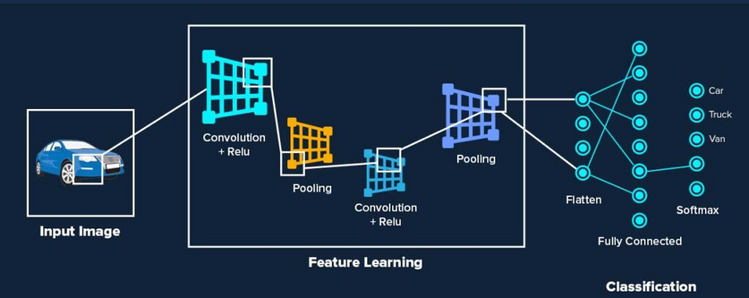 Input Image
Convolution
+ Relu
Pooling
Convolution
+ Relu
Pooling
Feature Learning
Flatten
Fully Connected
Car
Truck
Van
Softmax
Classification